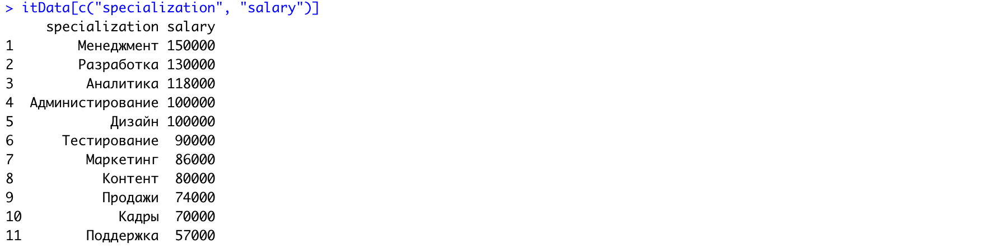 > itData[c("specialization", "salary")]
specialization salary
1 Менеджмент 150000
2 Разработка 130000
3 Аналитика 118000
4 Администирование 100000
5 Дизайн 100000
6 Тестирование 90000
7 Маркетинг 86000
8 Контент 80000
9 Продажи 74000
10 Кадры 70000
11 Поддержка 57000